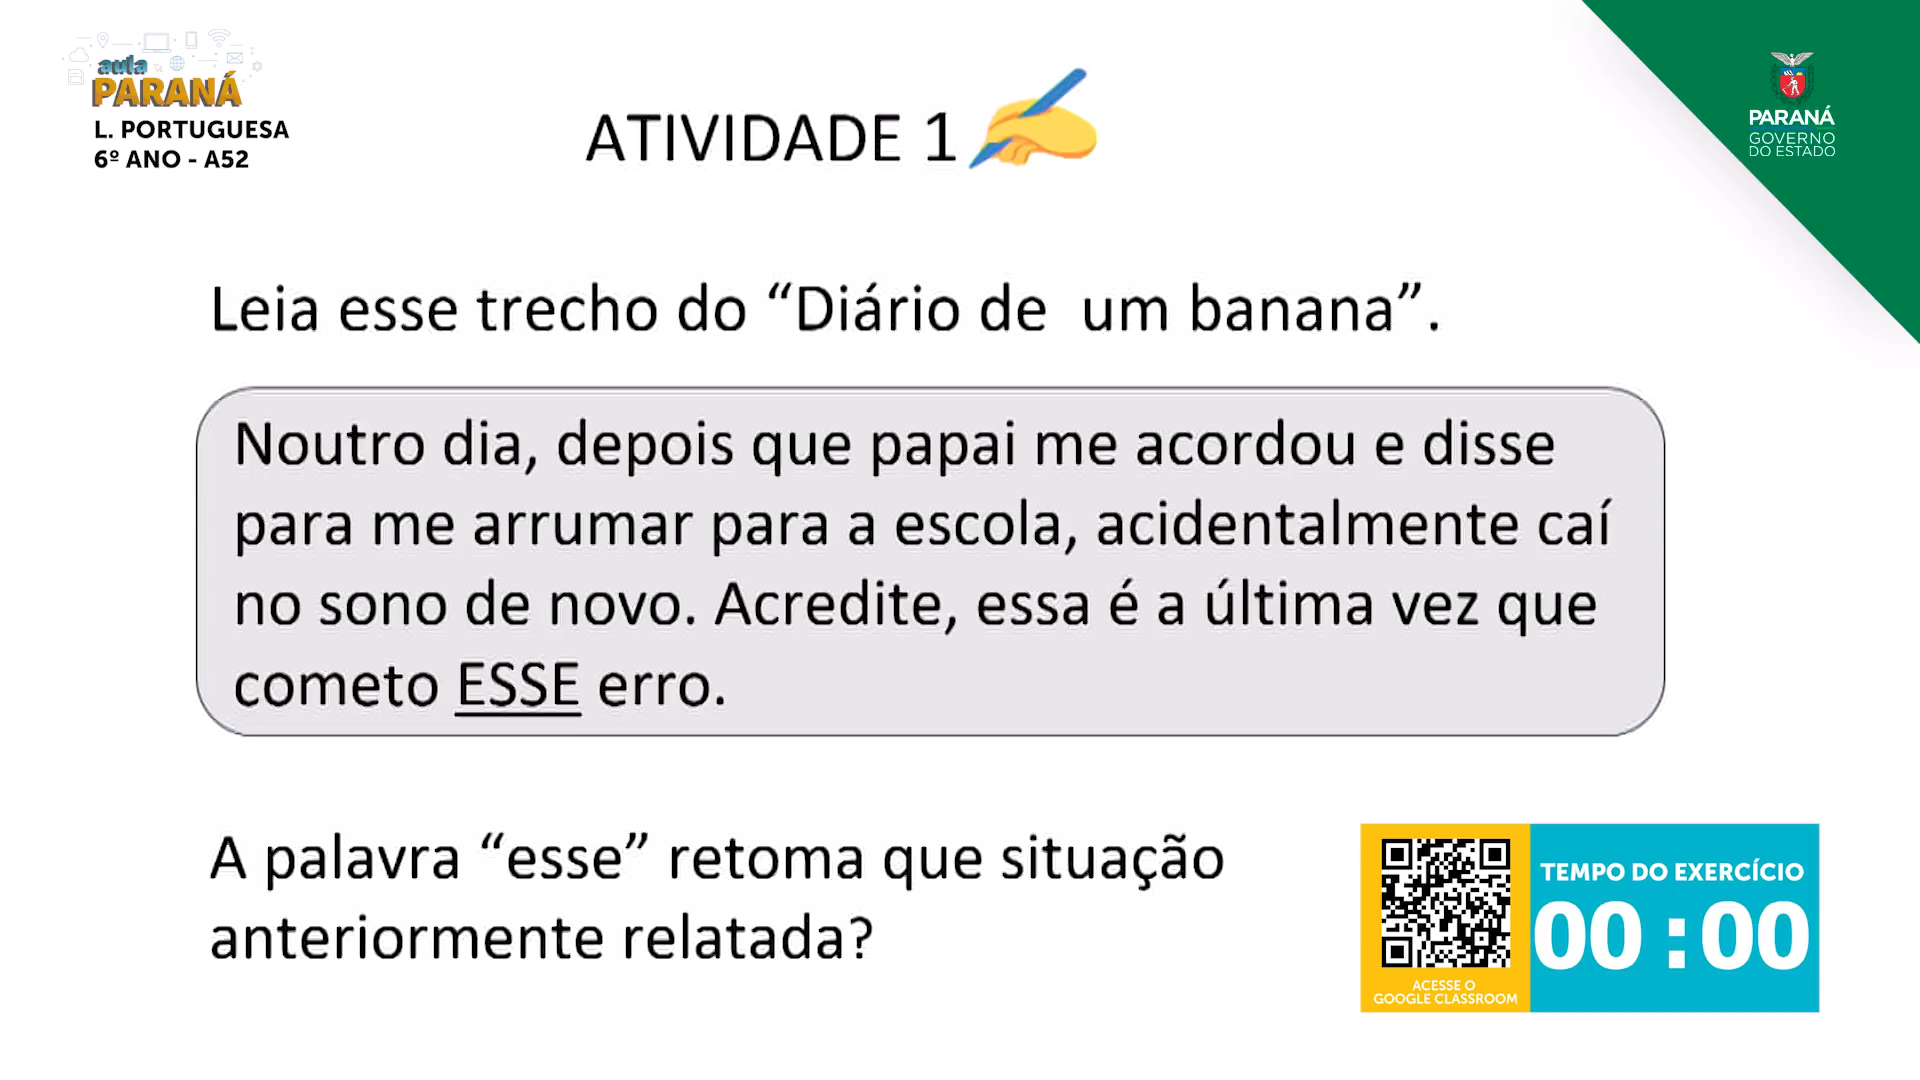 aula
PARANÁ
L. PORTUGUESA
6º ANO - A52
ATIVIDADE 1
PARANÁ
GOVERNO
DO ESTADO
Leia esse trecho do “Diário de  um banana”.
Noutro dia, depois que papai me acordou e disse
para me arrumar para a escola, acidentalmente caí
no sono de novo. Acredite, essa é a última vez que
cometo ESSE erro.
A palavra “esse” retoma que situação
anteriormente relatada?
ACESSE O
GOOGLE CLASSROOM
TEMPO DO EXERCÍCIO
00 : 00